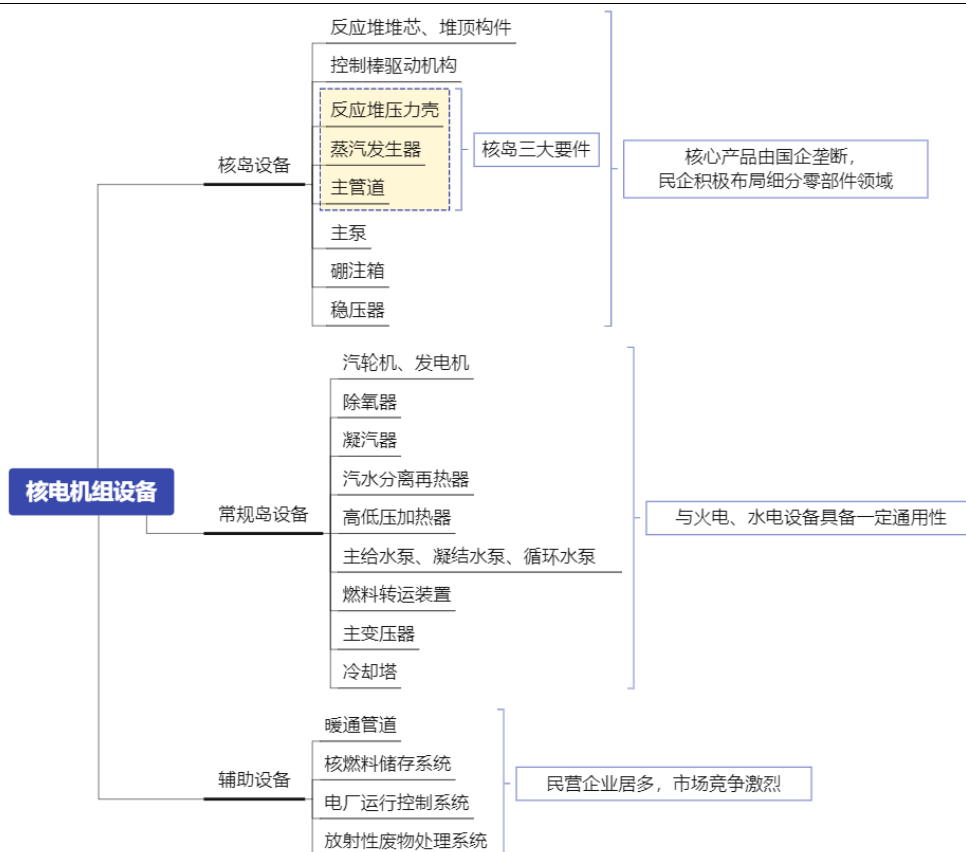 反应堆堆芯、堆顶构件
控制棒驱动机构
反应堆压力壳
蒸汽发生器
主管道
主泵
硼注箱
稳压器
核岛设备
核岛三大要件
核心产品由国企垄断，
民企积极布局细分零部件领域
汽轮机、发电机
除氧器
凝汽器
汽水分离再热器
高低压加热器
主给水泵、凝结水泵、循环水泵
燃料转运装置
主变压器
冷却塔
核电机组设备
常规岛设备
与火电、水电设备具备一定通用性
暖通管道
核燃料储存系统
电厂运行控制系统
放射性废物处理系统
辅助设备
民营企业居多，市场竞争激烈